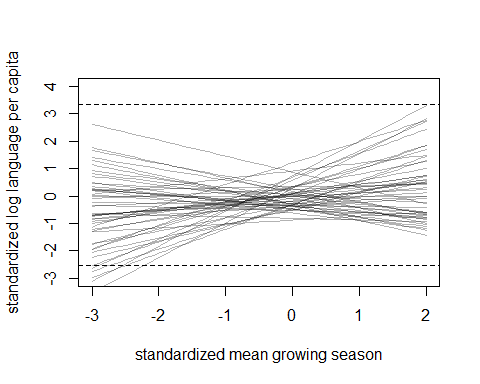 standardized log language per capita
4
3
2
1
0
-1
-2
-3
-3 -2 -1 0 1 2
standardized mean growing season